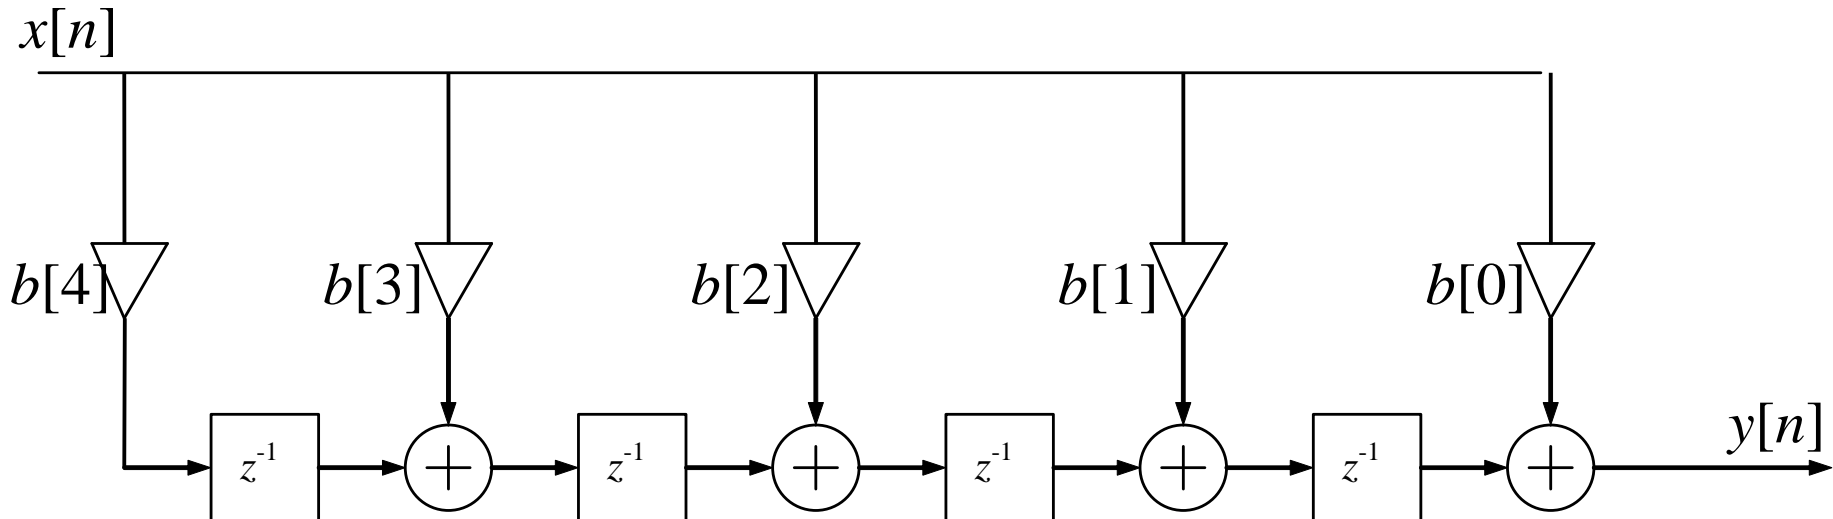 x[n]
b[4] b[3] b[2] b[1] b[0]
y[n]
z⁻¹ z⁻¹ z⁻¹ z⁻¹